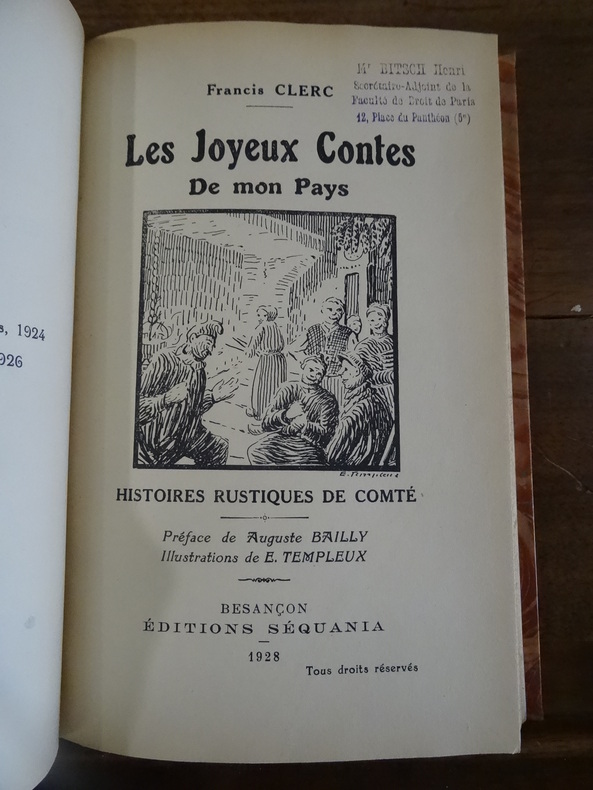 s, 1924
926
Francis CLERC
Mr BITSCH Henri
Secrétaire-Adjoint de la
Faculté de Droit de Paris
12, Place du Panthéon (5e)
Les Joyeux Contes
De mon Pays
E. Templeux
HISTOIRES RUSTIQUES DE COMTÉ
Préface de Auguste BAILLY
Illustrations de E. TEMPLEUX
BESANÇON
ÉDITIONS SÉQUANIA
1928
Tous droits réservés